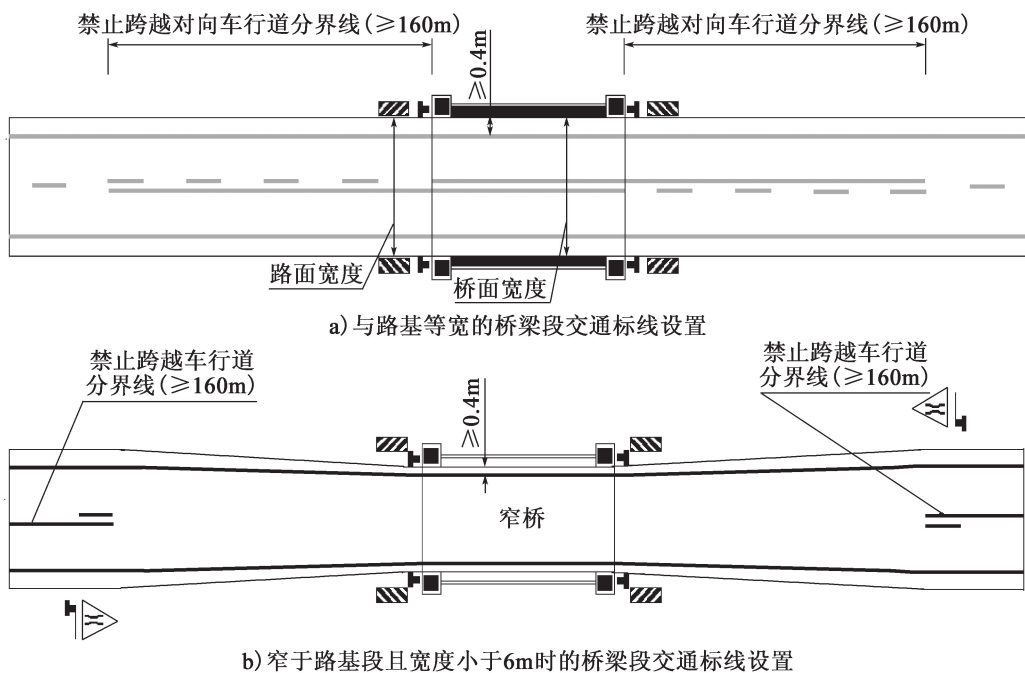 禁止跨越对向车行道分界线(≥160m)
禁止跨越对向车行道分界线(≥160m)
≥0.4m
路面宽度
桥面宽度
a)与路基等宽的桥梁段交通标线设置
禁止跨越车行道
分界线(≥160m)
≥0.4m
禁止跨越车行道
分界线(≥160m)
窄桥
b)窄于路基段且宽度小于6m时的桥梁段交通标线设置